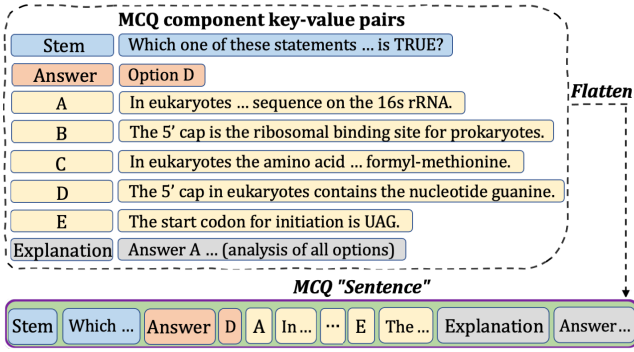 MCQ component key-value pairs
Stem Which one of these statements ... is TRUE?
Answer Option D
A In eukaryotes ... sequence on the 16s rRNA.
B The 5’ cap is the ribosomal binding site for prokaryotes.
C In eukaryotes the amino acid ... formyl-methionine.
D The 5’ cap in eukaryotes contains the nucleotide guanine.
E The start codon for initiation is UAG.
Explanation Answer A ... (analysis of all options)
Flatten
MCQ "Sentence"
Stem Which ... Answer D A In... ... E The ... Explanation Answer...